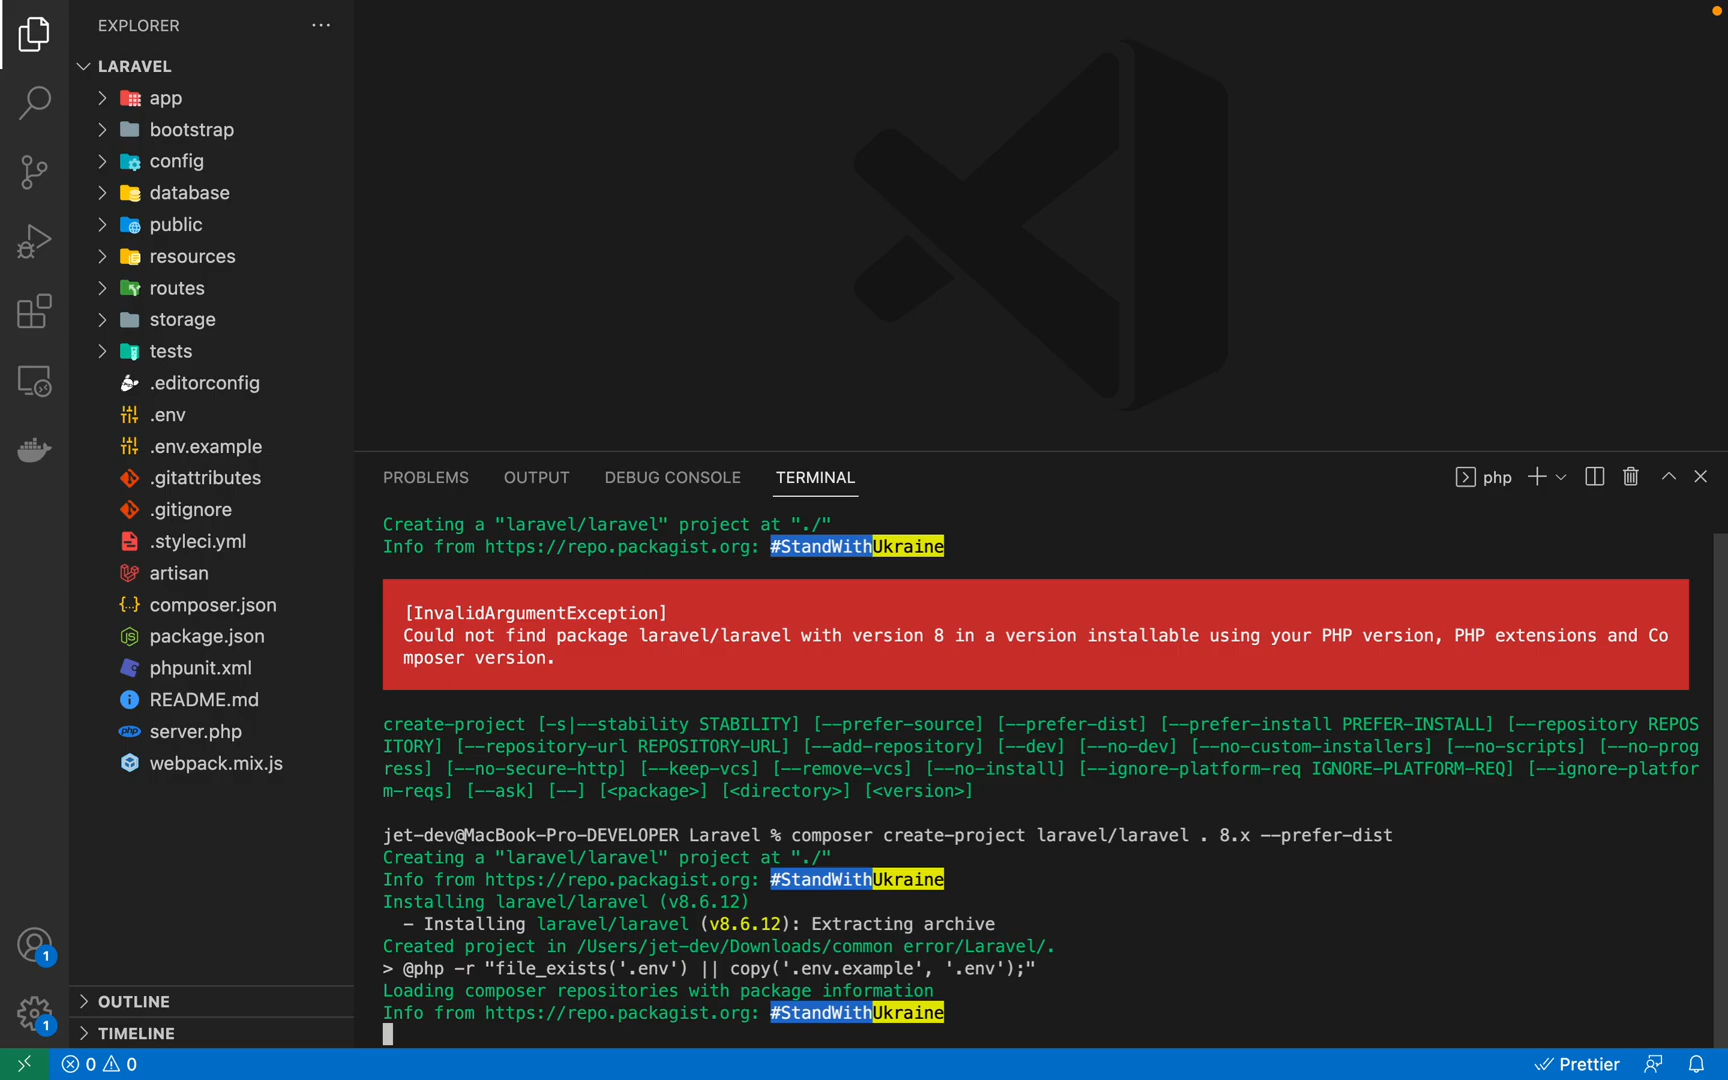 EXPLORER
LARAVEL
app
bootstrap
config
database
public
resources
routes
storage
tests
.editorconfig
.env
.env.example
.gitattributes
.gitignore
.styleci.yml
artisan
composer.json
package.json
phpunit.xml
README.md
server.php
webpack.mix.js
OUTLINE
TIMELINE
PROBLEMS OUTPUT DEBUG CONSOLE TERMINAL
php
Creating a "laravel/laravel" project at "./"
Info from https://repo.packagist.org: #StandWithUkraine
[InvalidArgumentException]
Could not find package laravel/laravel with version 8 in a version installable using your PHP version, PHP extensions and Co
mposer version.
create-project [-s|--stability STABILITY] [--prefer-source] [--prefer-dist] [--prefer-install PREFER-INSTALL] [--repository REPOS
ITORY] [--repository-url REPOSITORY-URL] [--add-repository] [--dev] [--no-dev] [--no-custom-installers] [--no-scripts] [--no-prog
ress] [--no-secure-http] [--keep-vcs] [--remove-vcs] [--no-install] [--ignore-platform-req IGNORE-PLATFORM-REQ] [--ignore-platfor
m-reqs] [--ask] [--] [<package>] [<directory>] [<version>]
jet-dev@MacBook-Pro-DEVELOPER Laravel % composer create-project laravel/laravel . 8.x --prefer-dist
Creating a "laravel/laravel" project at "./"
Info from https://repo.packagist.org: #StandWithUkraine
Installing laravel/laravel (v8.6.12)
- Installing laravel/laravel (v8.6.12): Extracting archive
Created project in /Users/jet-dev/Downloads/common error/Laravel/.
> @php -r "file_exists('.env') || copy('.env.example', '.env');"
Loading composer repositories with package information
Info from https://repo.packagist.org: #StandWithUkraine
1
1
0 0
Prettier